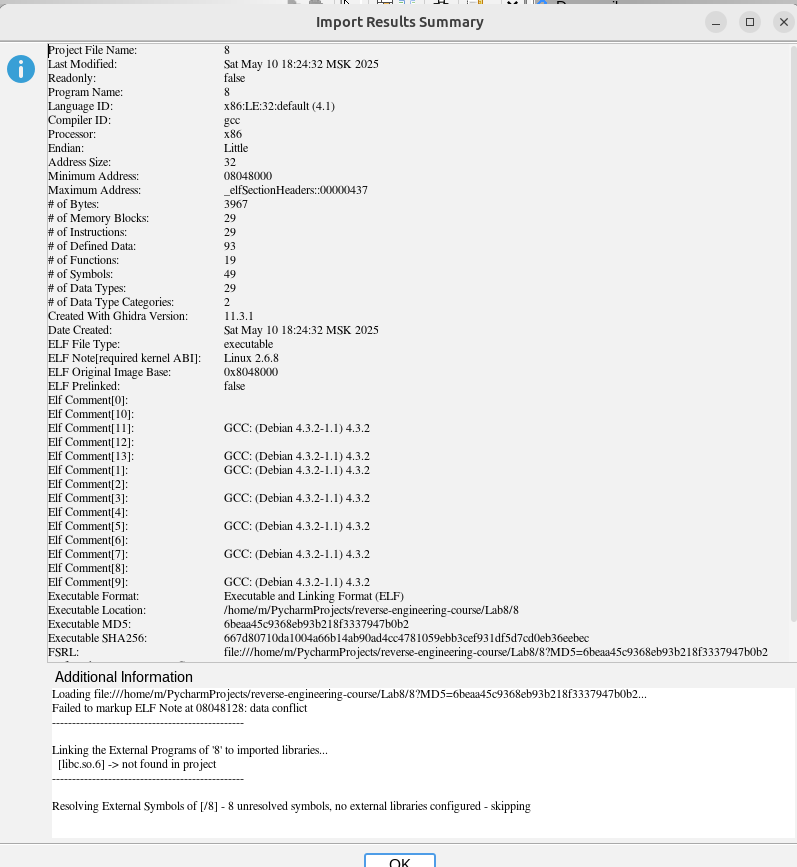 Import Results Summary
Project File Name: 8
Last Modified: Sat May 10 18:24:32 MSK 2025
Readonly: false
Program Name: 8
Language ID: x86:LE:32:default (4.1)
Compiler ID: gcc
Processor: x86
Endian: Little
Address Size: 32
Minimum Address: 08048000
Maximum Address: _elfSectionHeaders::00000437
# of Bytes: 3967
# of Memory Blocks: 29
# of Instructions: 29
# of Defined Data: 93
# of Functions: 19
# of Symbols: 49
# of Data Types: 29
# of Data Type Categories: 2
Created With Ghidra Version: 11.3.1
Date Created: Sat May 10 18:24:32 MSK 2025
ELF File Type: executable
ELF Note[required kernel ABI]: Linux 2.6.8
ELF Original Image Base: 0x8048000
ELF Prelinked: false
Elf Comment[0]:
Elf Comment[10]:
Elf Comment[11]: GCC: (Debian 4.3.2-1.1) 4.3.2
Elf Comment[12]:
Elf Comment[13]: GCC: (Debian 4.3.2-1.1) 4.3.2
Elf Comment[1]: GCC: (Debian 4.3.2-1.1) 4.3.2
Elf Comment[2]:
Elf Comment[3]: GCC: (Debian 4.3.2-1.1) 4.3.2
Elf Comment[4]:
Elf Comment[5]: GCC: (Debian 4.3.2-1.1) 4.3.2
Elf Comment[6]:
Elf Comment[7]: GCC: (Debian 4.3.2-1.1) 4.3.2
Elf Comment[8]:
Elf Comment[9]: GCC: (Debian 4.3.2-1.1) 4.3.2
Executable Format: Executable and Linking Format (ELF)
Executable Location: /home/m/PycharmProjects/reverse-engineering-course/Lab8/8
Executable MD5: 6beaa45c9368eb93b218f3337947b0b2
Executable SHA256: 667d80710da1004a66b14ab90ad4cc4781059ebb3cef931df5d7cd0eb36eebec
FSRL: file:///home/m/PycharmProjects/reverse-engineering-course/Lab8/8?MD5=6beaa45c9368eb93b218f3337947b0b2
Additional Information
Loading file:///home/m/PycharmProjects/reverse-engineering-course/Lab8/8?MD5=6beaa45c9368eb93b218f3337947b0b2...
Failed to markup ELF Note at 08048128: data conflict
------------------------------------------------
Linking the External Programs of '8' to imported libraries...
[libc.so.6] -> not found in project
------------------------------------------------
Resolving External Symbols of [/8] - 8 unresolved symbols, no external libraries configured - skipping
OK